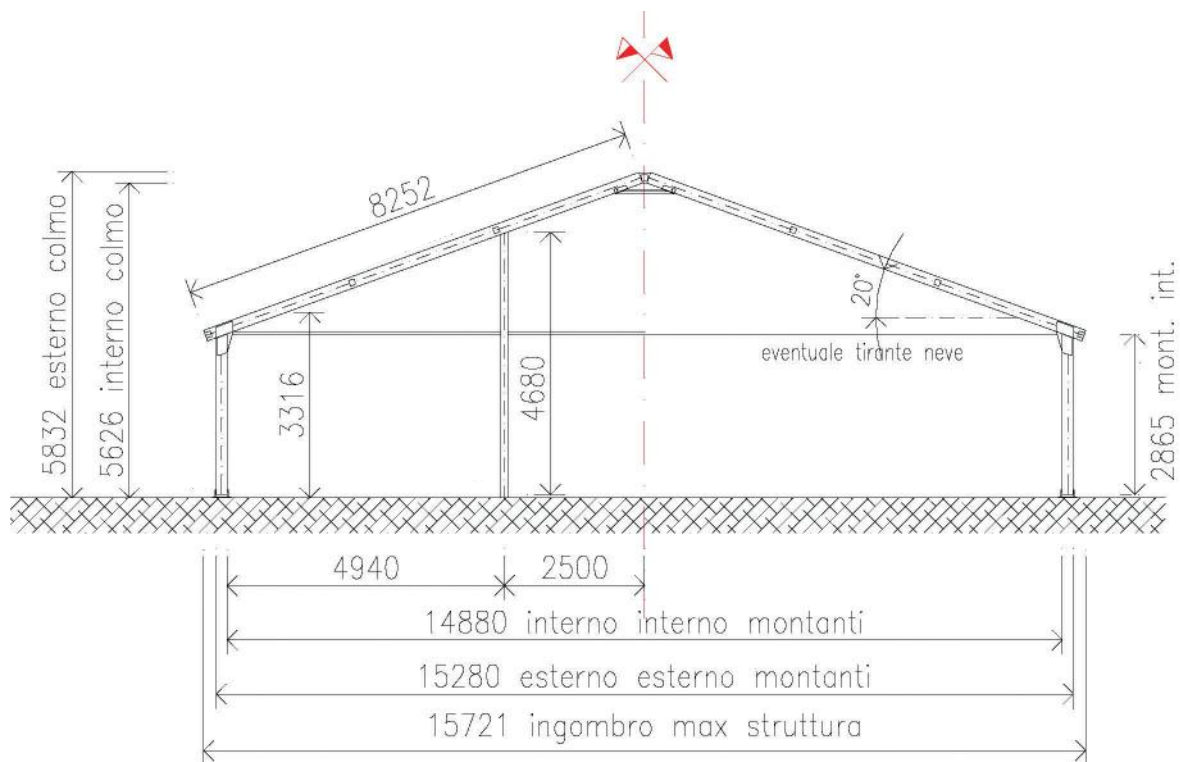 8252
5832 esterno colmo
5626 interno colmo
3316
4680
20°
eventuale tirante neve
2865 mont. int.
4940
2500
14880 interno interno montanti
15280 esterno esterno montanti
15721 ingombro max struttura